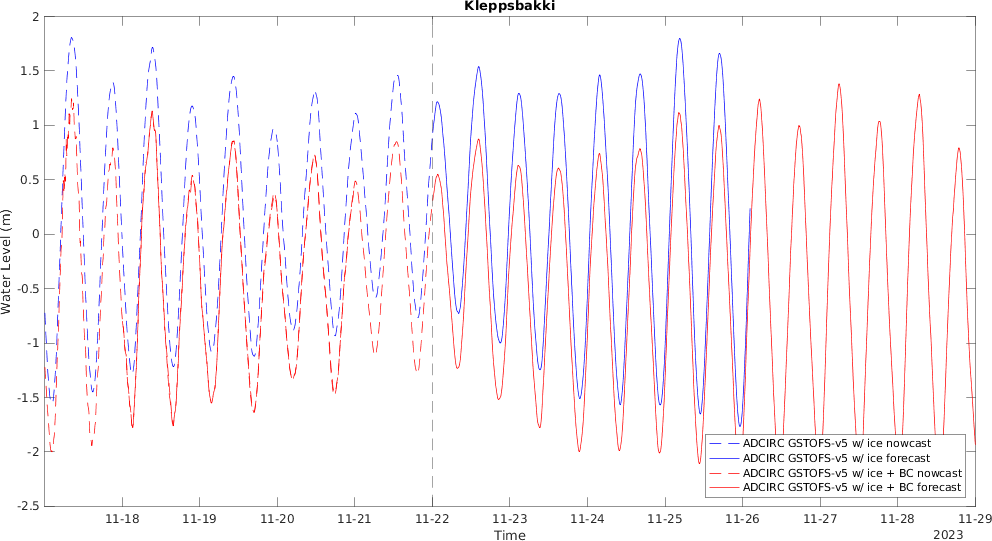 Kleppsbakki
2
1.5
1
0.5
0
-0.5
-1
-1.5
-2
-2.5
Water Level (m)
ADCIRC GSTOFS-v5 w/ ice nowcast
ADCIRC GSTOFS-v5 w/ ice forecast
ADCIRC GSTOFS-v5 w/ ice + BC nowcast
ADCIRC GSTOFS-v5 w/ ice + BC forecast
11-18 11-19 11-20 11-21 11-22 11-23 11-24 11-25 11-26 11-27 11-28 11-29
Time
2023